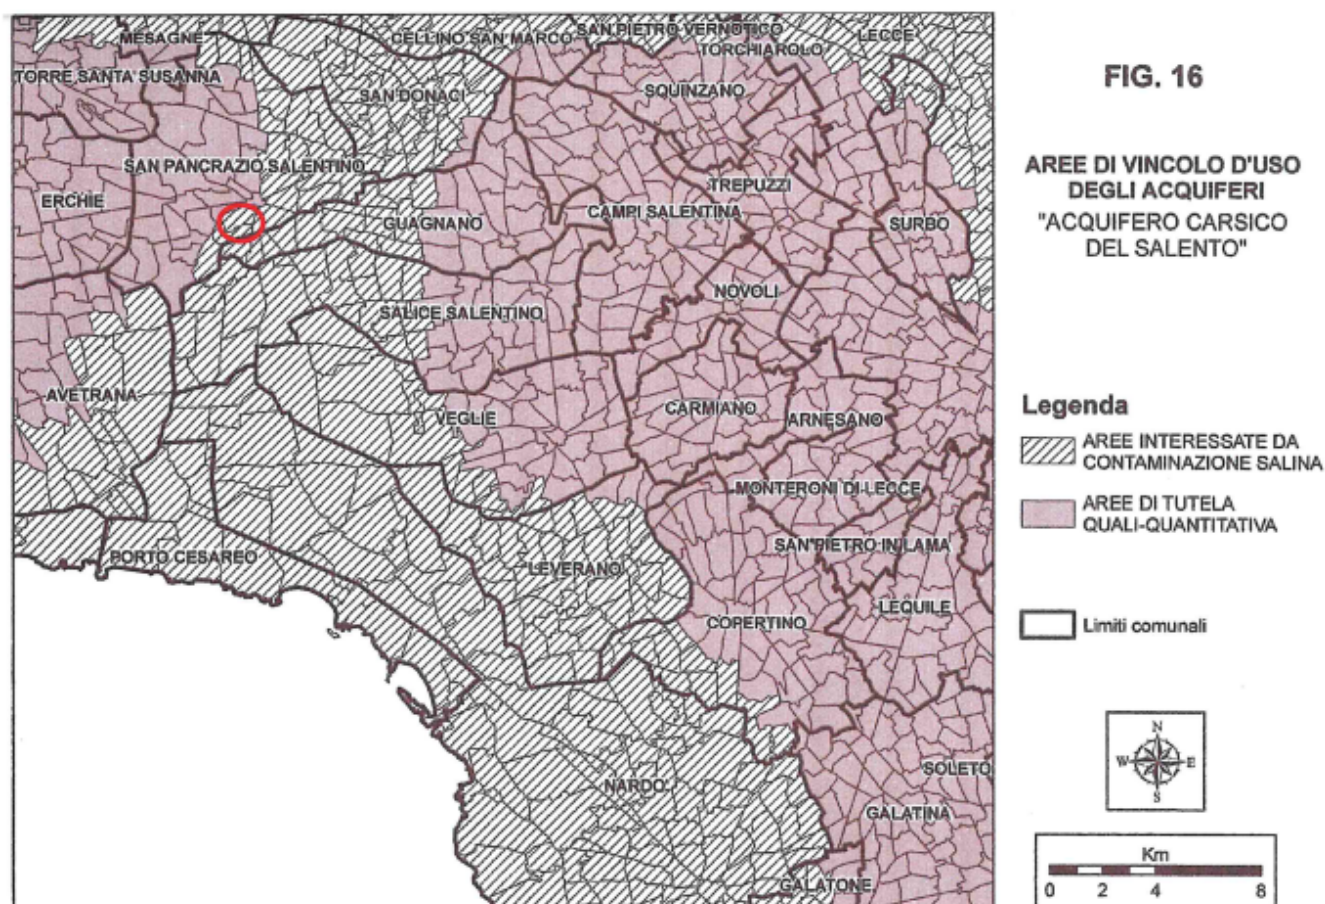 MESAGNE
CELLINO SAN MARCO
SAN PIETRO VERNOTICO
LECCE
TORCHIAROLO
TORRE SANTA SUSANNA
SAN DONACI
SQUINZANO
SAN PANCRAZIO SALENTINO
TREPUZZI
ERCHIE
GUAGNANO
CAMPI SALENTINA
SURBO
NOVOLI
SALICE SALENTINO
AVETRANA
VEGLIE
CARMIANO
ARNESANO
MONTERONI DI LECCE
PORTO CESAREO
LEVERANO
SAN PIETRO IN LAMA
COPERTINO
LEQUILE
NARDO
SOLETO
GALATINA
GALATONE
FIG. 16
AREE DI VINCOLO D'USO
DEGLI ACQUIFERI
"ACQUIFERO CARSICO
DEL SALENTO"
Legenda
AREE INTERESSATE DA
CONTAMINAZIONE SALINA
AREE DI TUTELA
QUALI-QUANTITATIVA
Limiti comunali
N
W E
S
Km
0 2 4 8